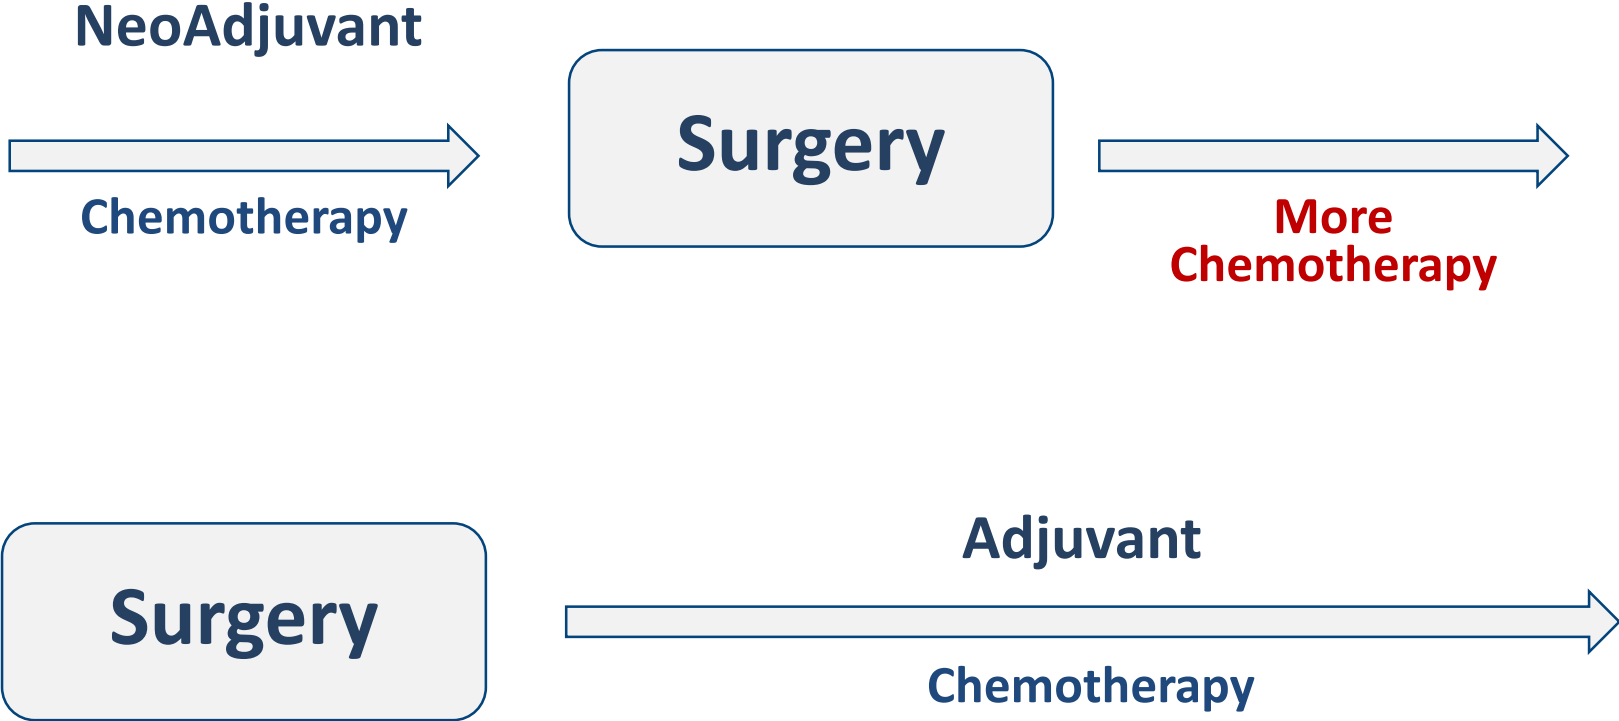 NeoAdjuvant
Surgery
Chemotherapy
More
Chemotherapy
Surgery
Adjuvant
Chemotherapy